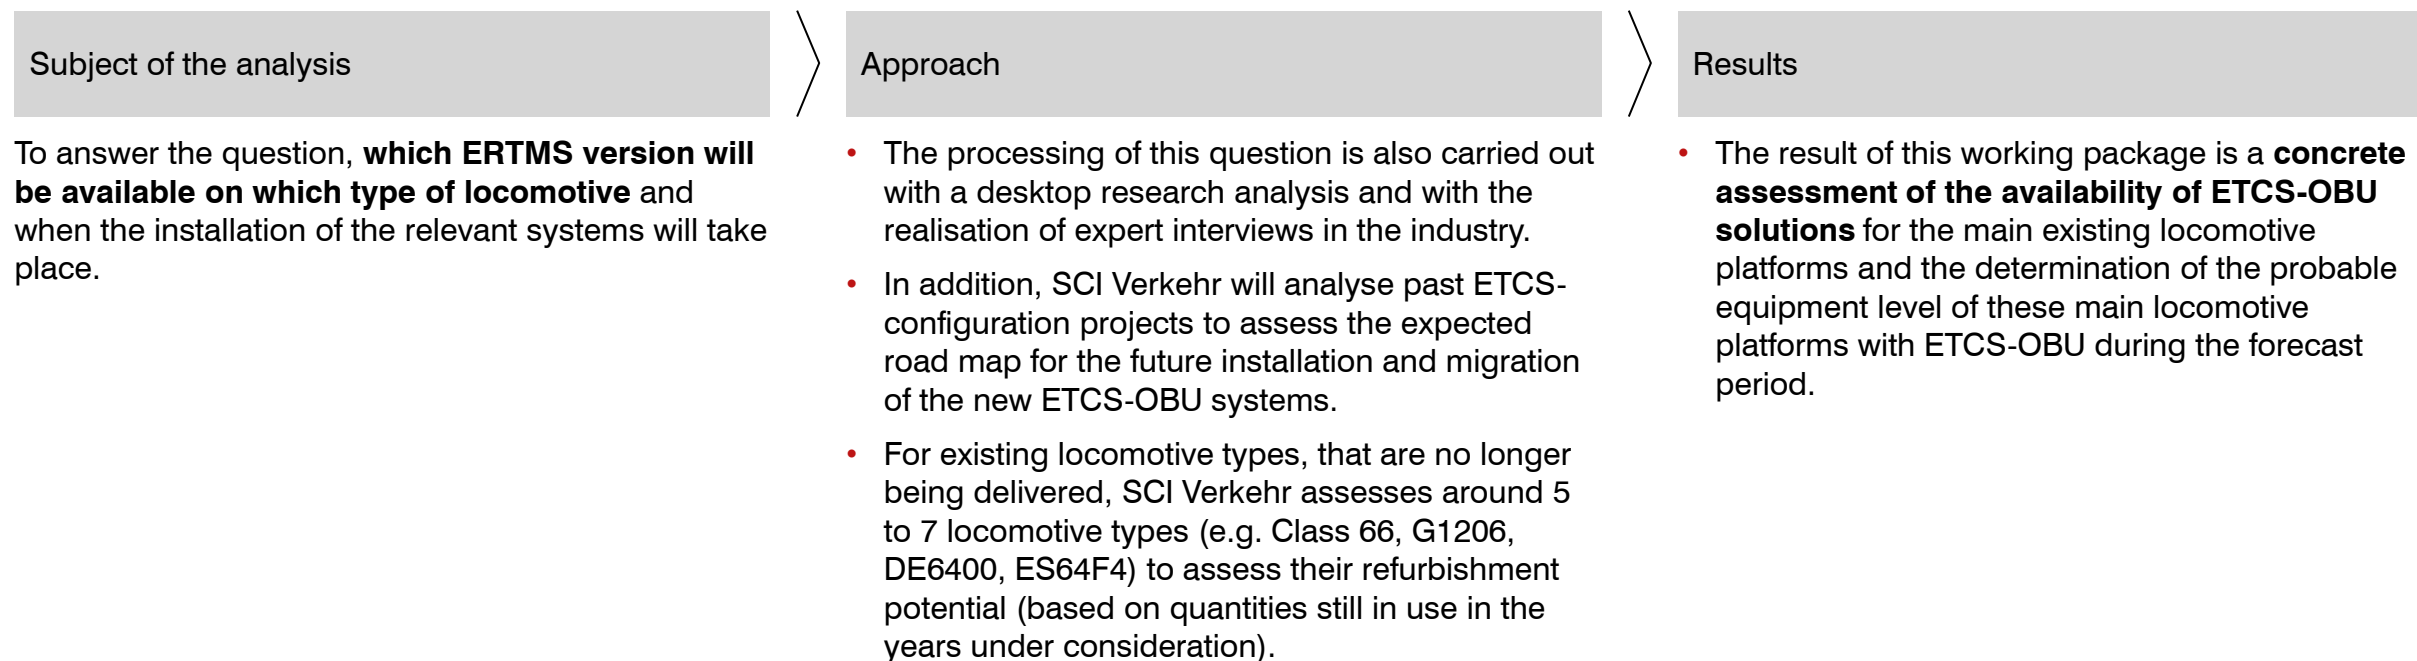 Subject of the analysis
To answer the question, which ERTMS version will
be available on which type of locomotive and
when the installation of the relevant systems will take
place.
Approach
• The processing of this question is also carried out
with a desktop research analysis and with the
realisation of expert interviews in the industry.
• In addition, SCI Verkehr will analyse past ETCS-
configuration projects to assess the expected
road map for the future installation and migration
of the new ETCS-OBU systems.
• For existing locomotive types, that are no longer
being delivered, SCI Verkehr assesses around 5
to 7 locomotive types (e.g. Class 66, G1206,
DE6400, ES64F4) to assess their refurbishment
potential (based on quantities still in use in the
years under consideration).
Results
• The result of this working package is a concrete
assessment of the availability of ETCS-OBU
solutions for the main existing locomotive
platforms and the determination of the probable
equipment level of these main locomotive
platforms with ETCS-OBU during the forecast
period.